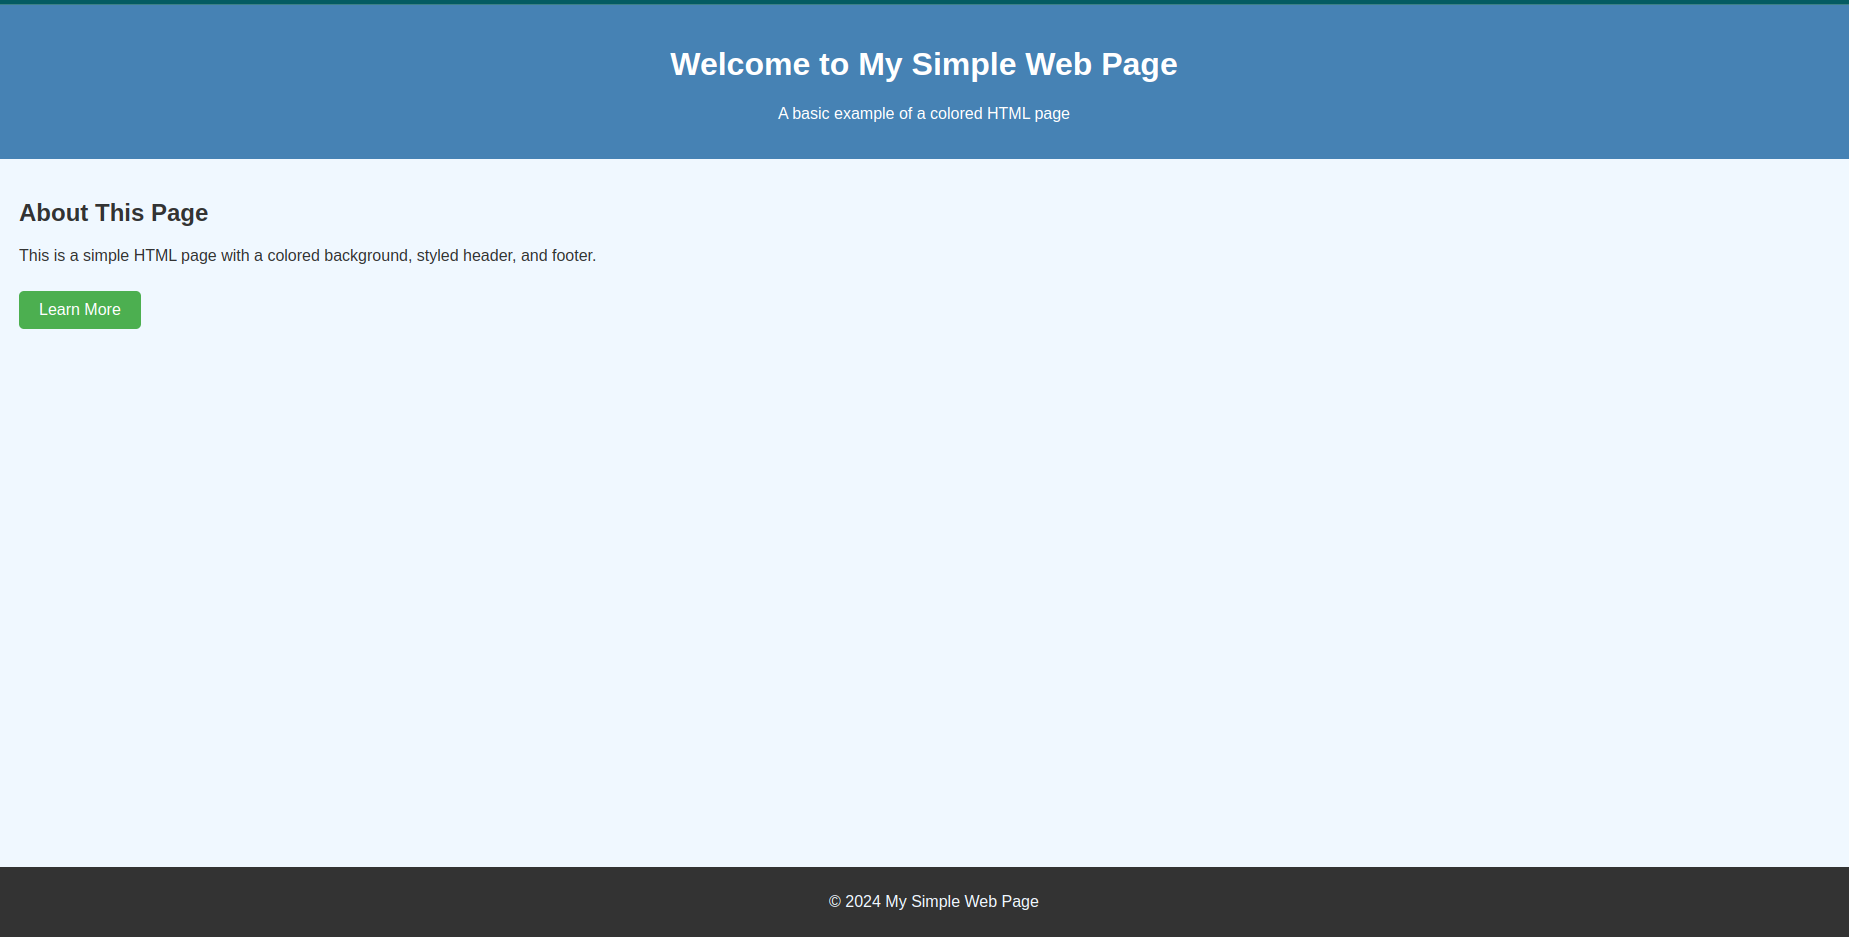 Welcome to My Simple Web Page
A basic example of a colored HTML page
About This Page
This is a simple HTML page with a colored background, styled header, and footer.
Learn More
© 2024 My Simple Web Page